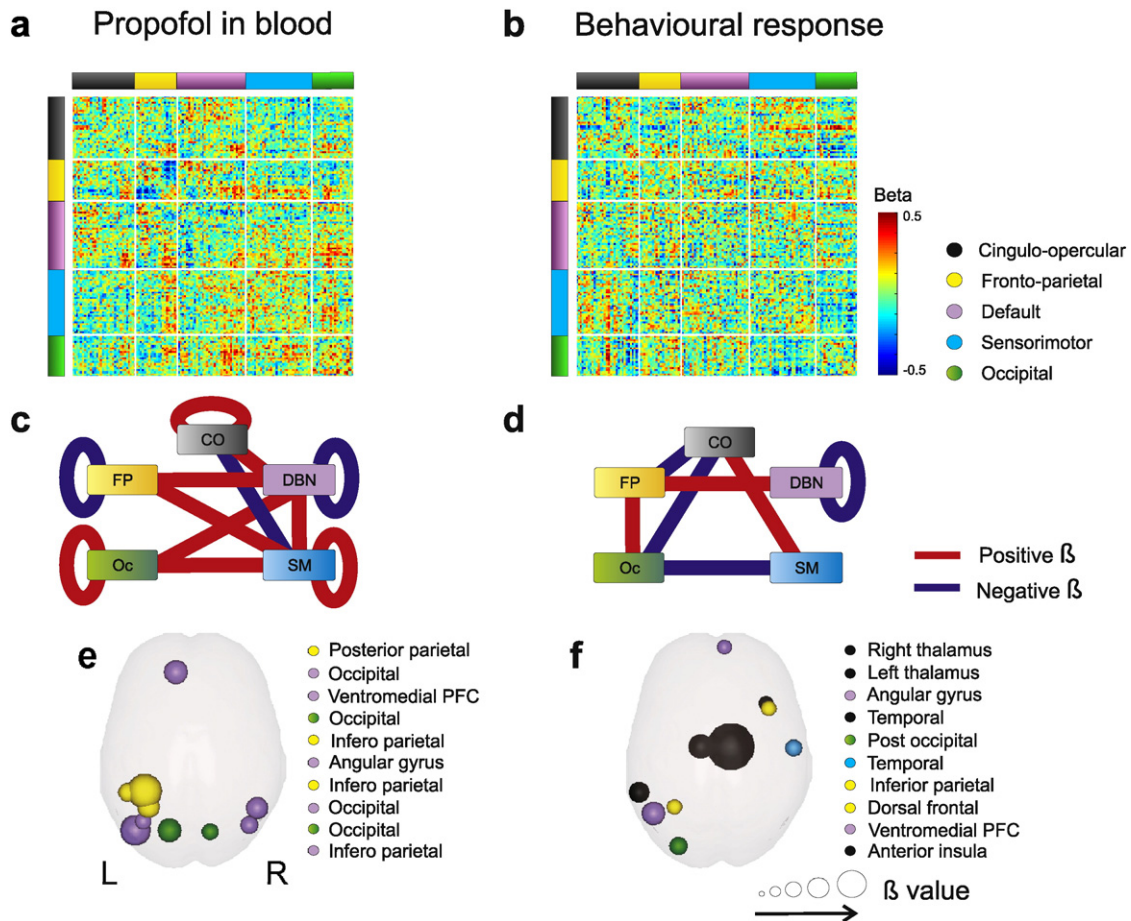 a Propofol in blood
b Behavioural response
Beta
0.5
-0.5
Cingulo-opercular
Fronto-parietal
Default
Sensorimotor
Occipital
c
CO
FP
DBN
Oc
SM
d
CO
FP
DBN
Oc
SM
Positive ß
Negative ß
e
Posterior parietal
Occipital
Ventromedial PFC
Occipital
Infero parietal
Angular gyrus
Infero parietal
Occipital
Occipital
Infero parietal
L R
f
Right thalamus
Left thalamus
Angular gyrus
Temporal
Post occipital
Temporal
Inferior parietal
Dorsal frontal
Ventromedial PFC
Anterior insula
ß value